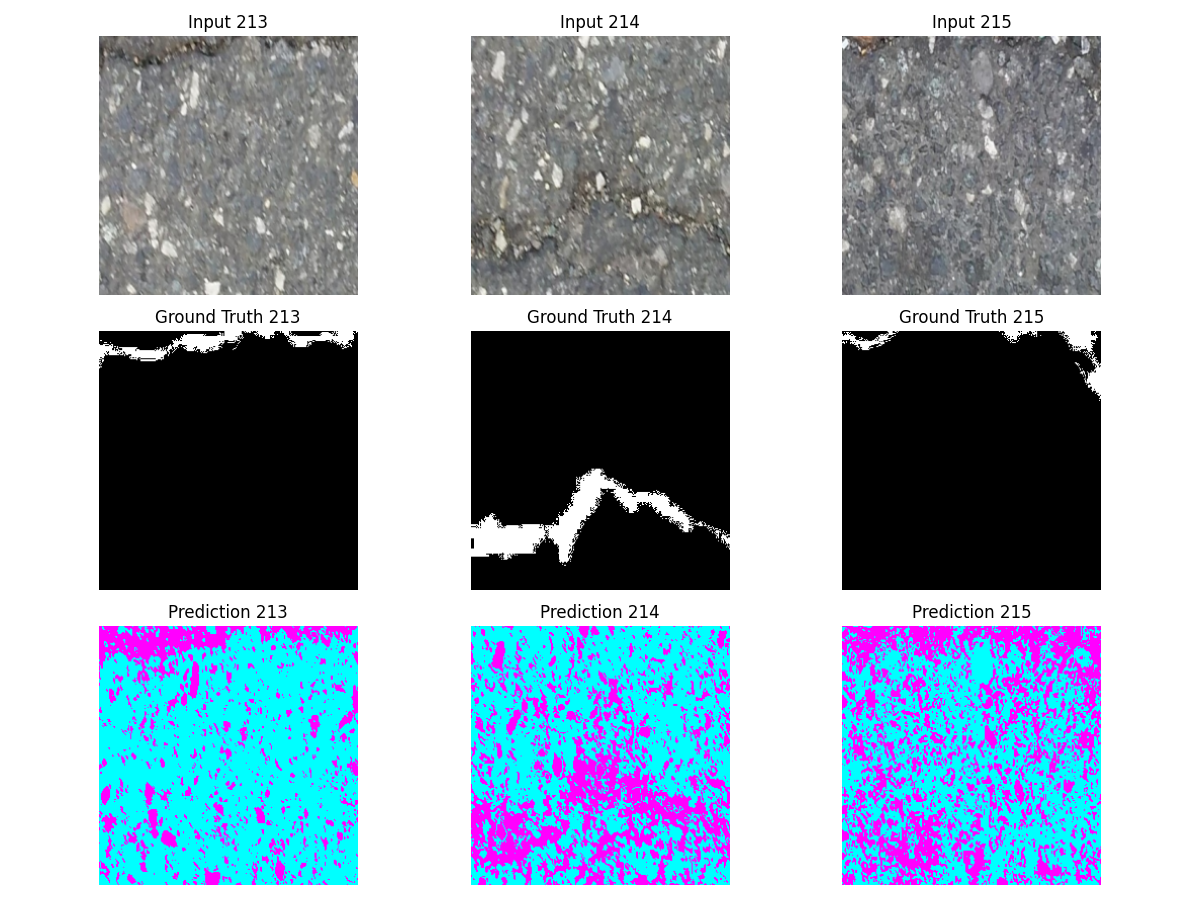 Input 213
Input 214
Input 215
Ground Truth 213
Ground Truth 214
Ground Truth 215
Prediction 213
Prediction 214
Prediction 215